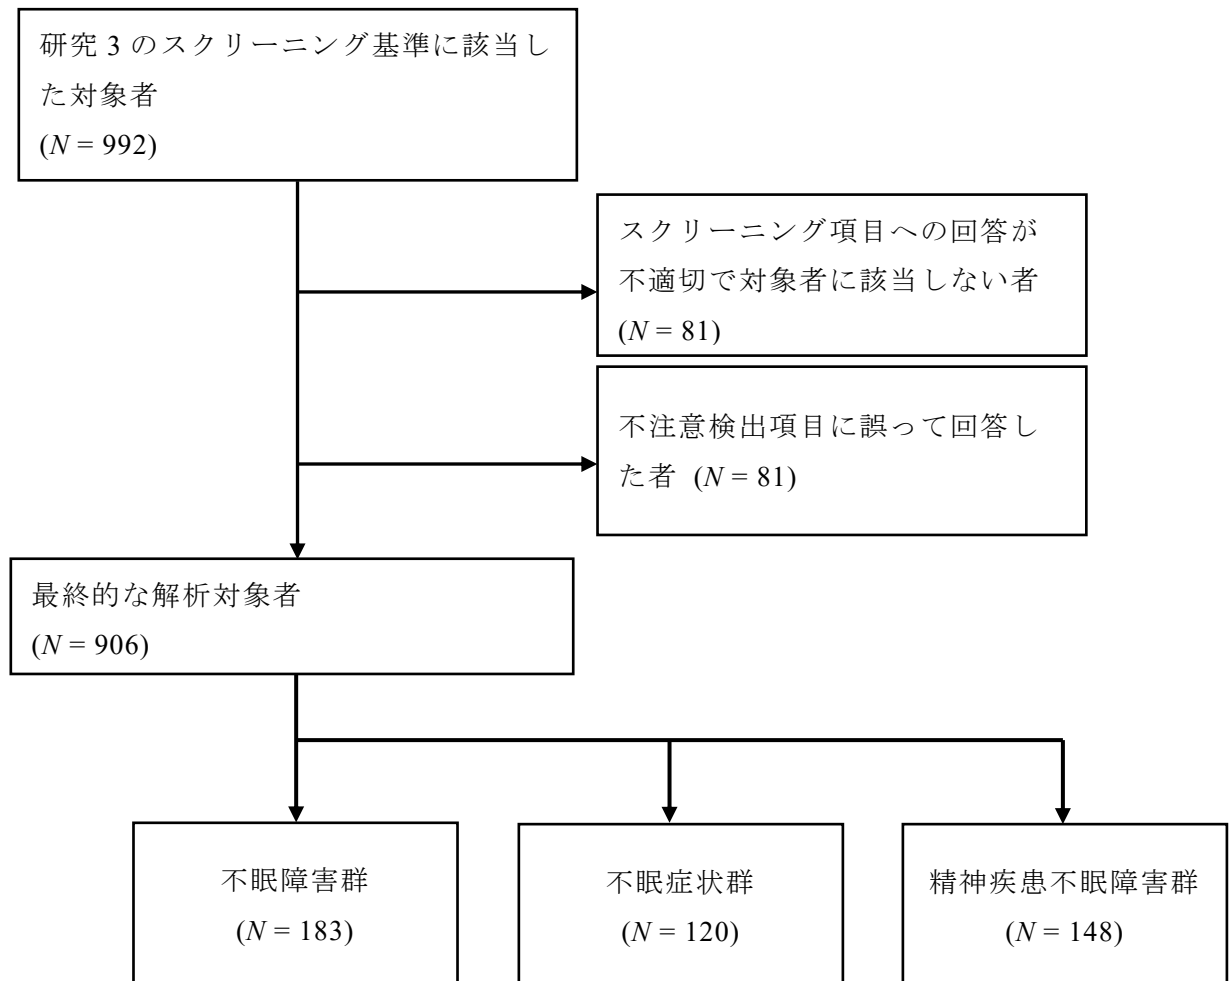 研究 3 のスクリーニング基準に該当し
た対象者
(N = 992)
スクリーニング項目への回答が
不適切で対象者に該当しない者
(N = 81)
不注意検出項目に誤って回答し
た者 (N = 81)
最終的な解析対象者
(N = 906)
不眠障害群
(N = 183)
不眠症状群
(N = 120)
精神疾患不眠障害群
(N = 148)